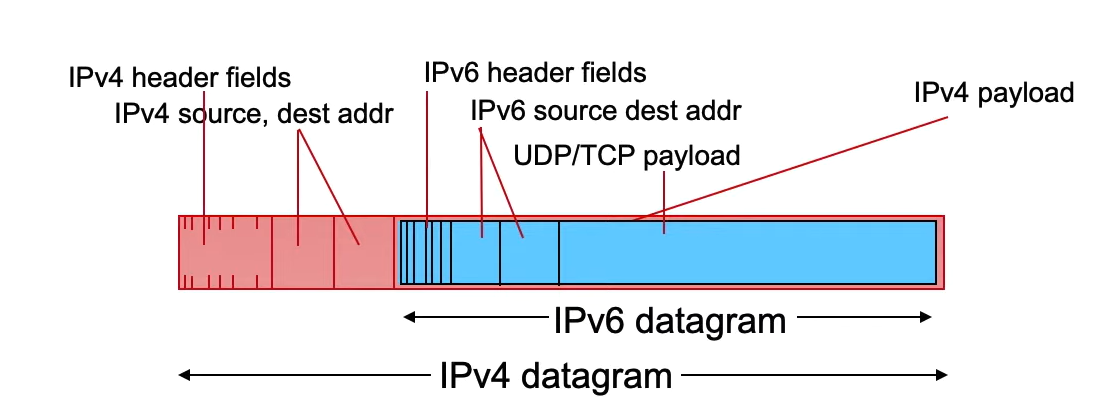 IPv4 header fields
IPv6 header fields
IPv4 payload
IPv4 source, dest addr
IPv6 source dest addr
UDP/TCP payload
IPv6 datagram
IPv4 datagram